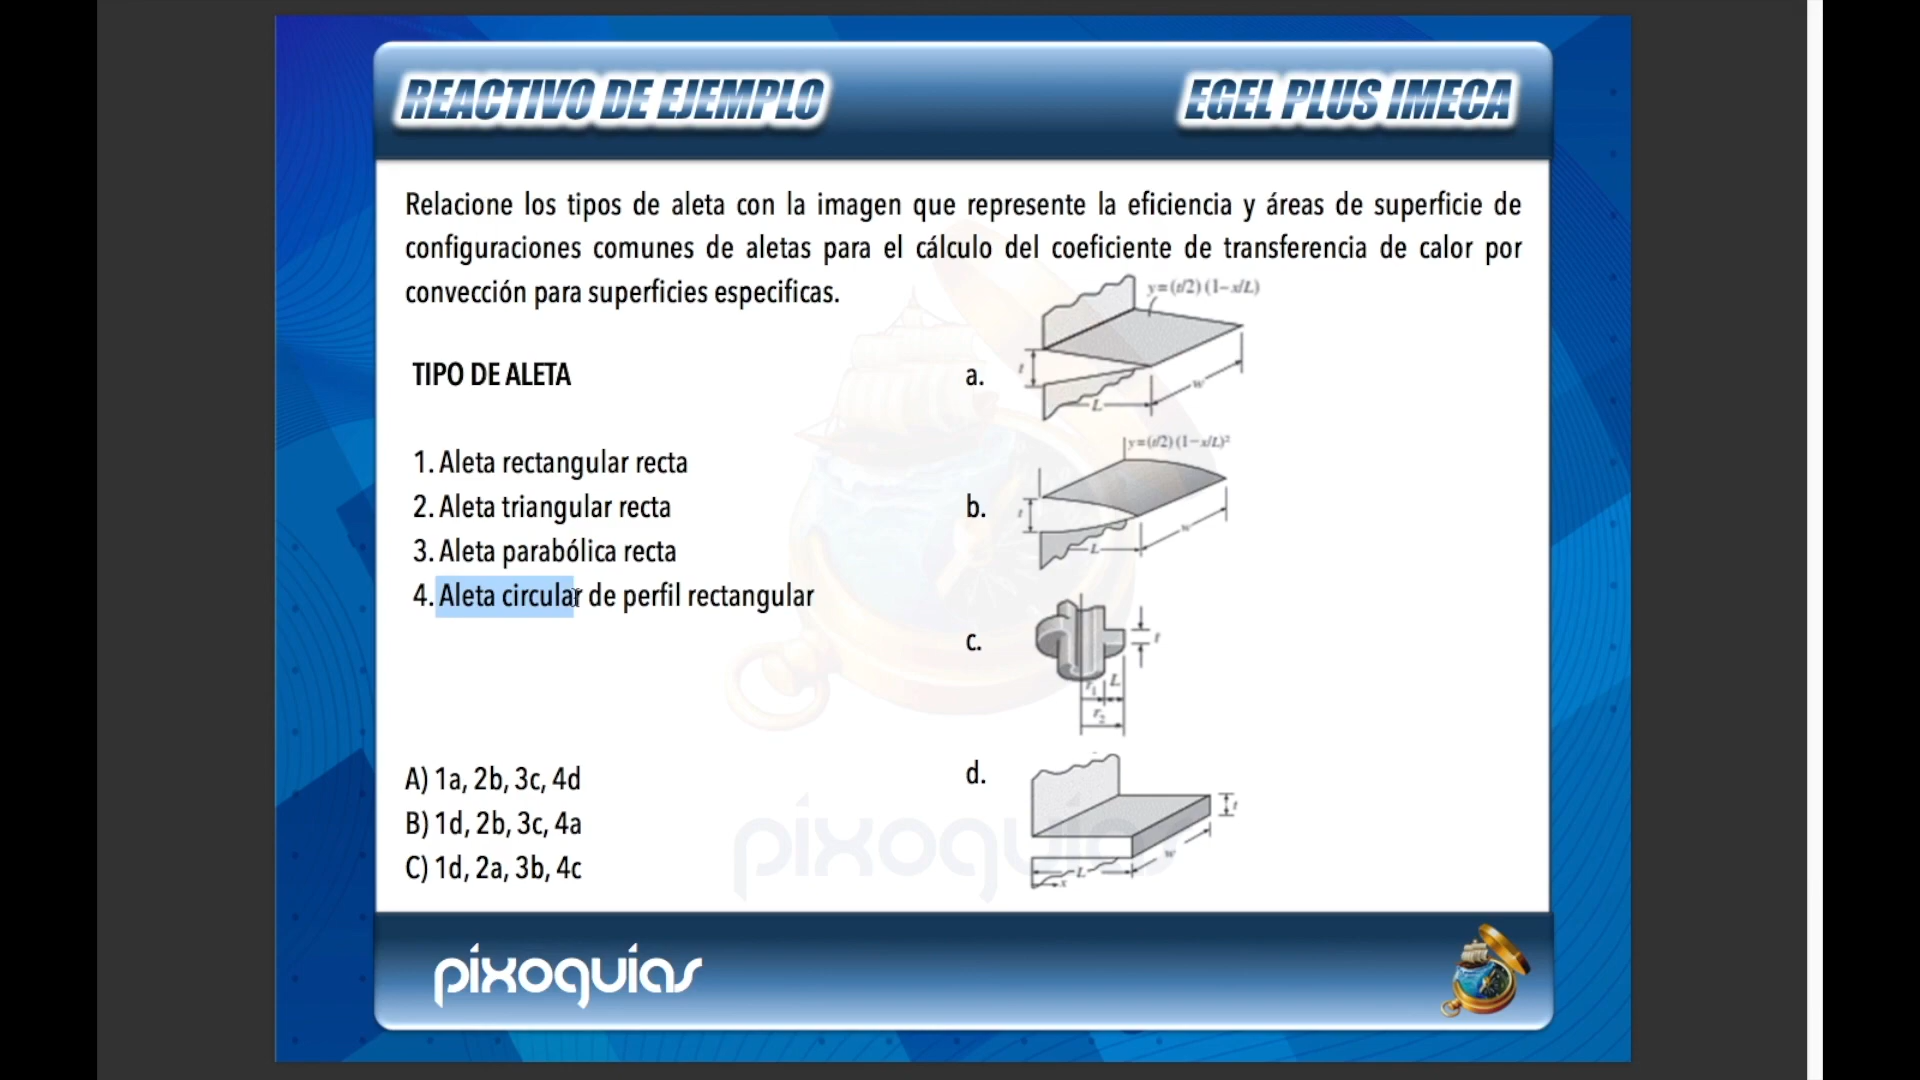 REACTIVO DE EJEMPLO
EGEL PLUS IMECA
Relacione los tipos de aleta con la imagen que represente la eficiencia y áreas de superficie de
configuraciones comunes de aletas para el cálculo del coeficiente de transferencia de calor por
convección para superficies especificas.
TIPO DE ALETA
1. Aleta rectangular recta
2. Aleta triangular recta
3. Aleta parabólica recta
4. Aleta circular de perfil rectangular
A) 1a, 2b, 3c, 4d
B) 1d, 2b, 3c, 4a
C) 1d, 2a, 3b, 4c
a.
y=(t/2) (1–x/L)
t
L
w
b.
y=(t/2) (1–x/L)²
t
L
w
c.
t
r₁
L
r₂
d.
t
w
L
x
pixoguías
pixoguías